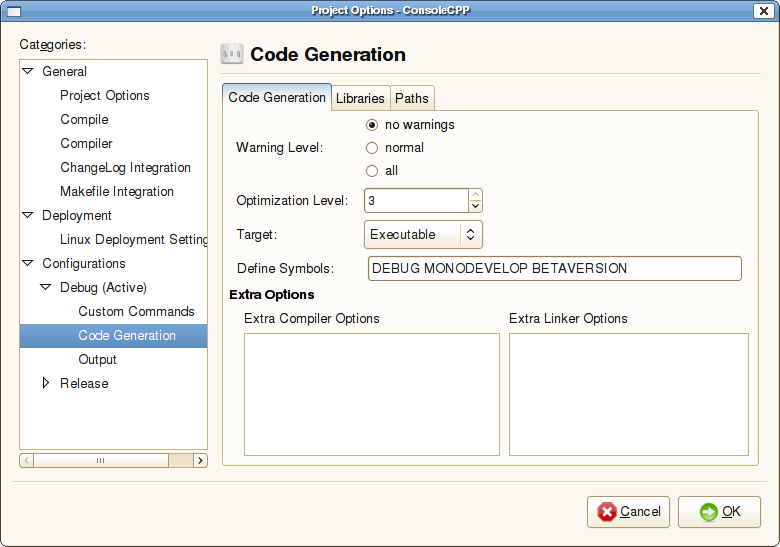 Project Options - ConsoleCPP
Categories:
General
Project Options
Compile
Compiler
ChangeLog Integration
Makefile Integration
Deployment
Linux Deployment Setting
Configurations
Debug (Active)
Custom Commands
Code Generation
Output
Release
Code Generation
Code Generation Libraries Paths
Warning Level:
no warnings
normal
all
Optimization Level: 3
Target: Executable
Define Symbols: DEBUG MONODEVELOP BETAVERSION
Extra Options
Extra Compiler Options
Extra Linker Options
Cancel
OK